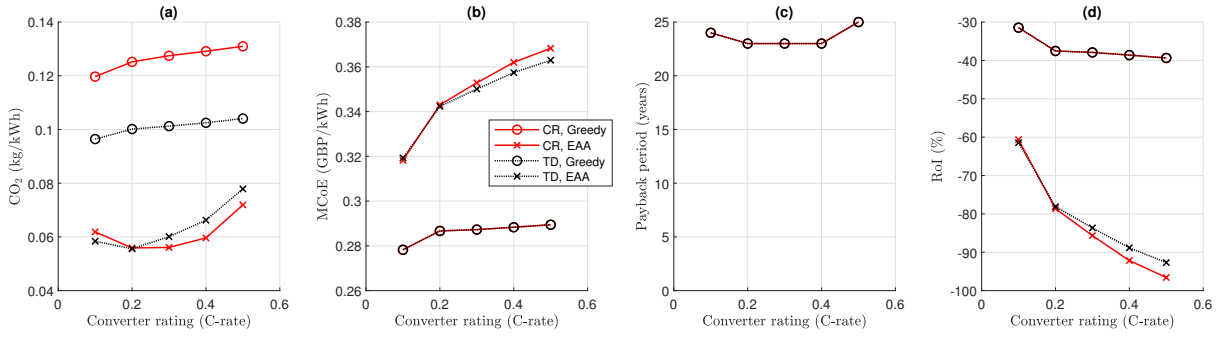 (a)
0.14
0.12
0.1
0.08
0.06
0.04
CO2 (kg/kWh)
0
0.2
0.4
0.6
Converter rating (C-rate)
(b)
0.38
0.36
0.34
0.32
0.3
0.28
0.26
MCoE (GBP/kWh)
CR, Greedy
CR, EAA
TD, Greedy
TD, EAA
0
0.2
0.4
0.6
Converter rating (C-rate)
(c)
25
20
15
10
5
0
Payback period (years)
0
0.2
0.4
0.6
Converter rating (C-rate)
(d)
-30
-40
-50
-60
-70
-80
-90
-100
RoI (%)
0
0.2
0.4
0.6
Converter rating (C-rate)